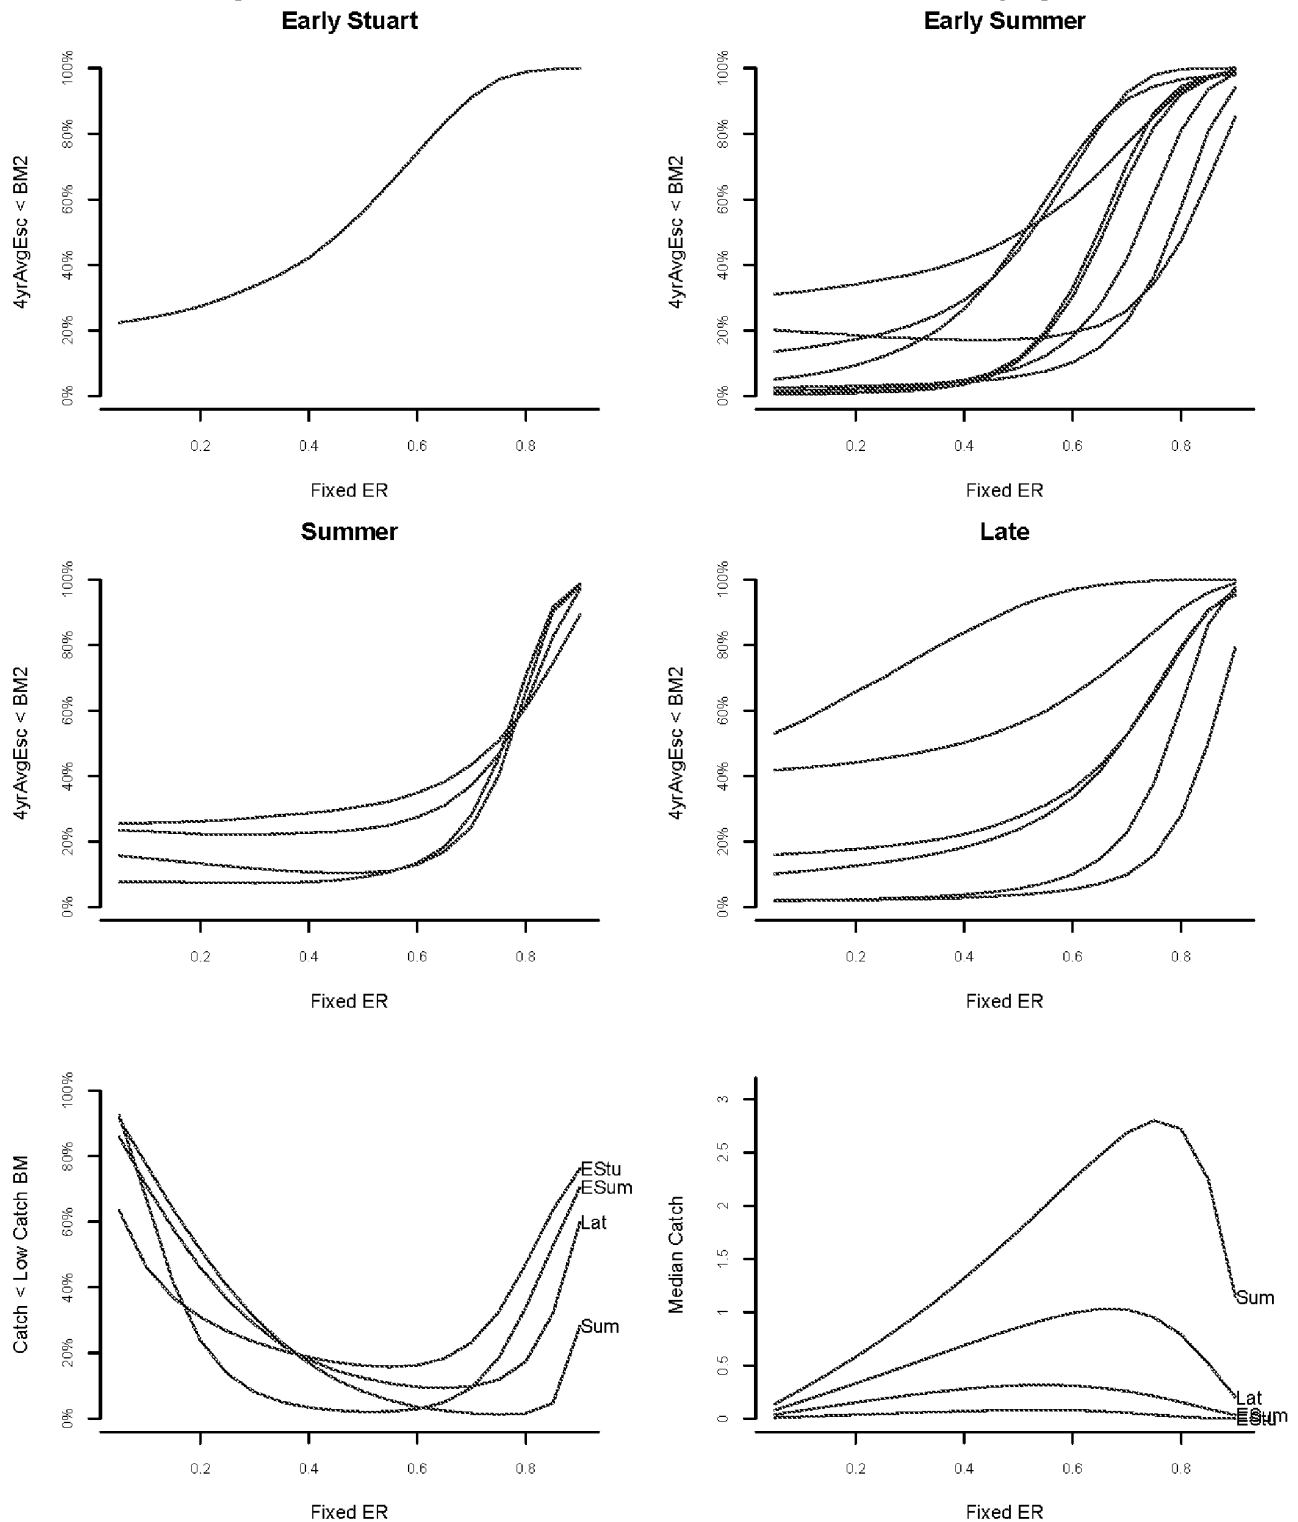 Early Stuart
4yrAvgEsc < BM2
0% 20% 40% 60% 80% 100%
0.2 0.4 0.6 0.8
Fixed ER
Early Summer
4yrAvgEsc < BM2
0% 20% 40% 60% 80% 100%
0.2 0.4 0.6 0.8
Fixed ER
Summer
4yrAvgEsc < BM2
0% 20% 40% 60% 80% 100%
0.2 0.4 0.6 0.8
Fixed ER
Late
4yrAvgEsc < BM2
0% 20% 40% 60% 80% 100%
0.2 0.4 0.6 0.8
Fixed ER
Catch < Low Catch BM
0% 20% 40% 60% 80% 100%
EStu
ESum
Lat
Sum
0.2 0.4 0.6 0.8
Fixed ER
Median Catch
0 0.5 1 1.5 2 2.5 3
Sum
Lat
ESum
EStu
0.2 0.4 0.6 0.8
Fixed ER